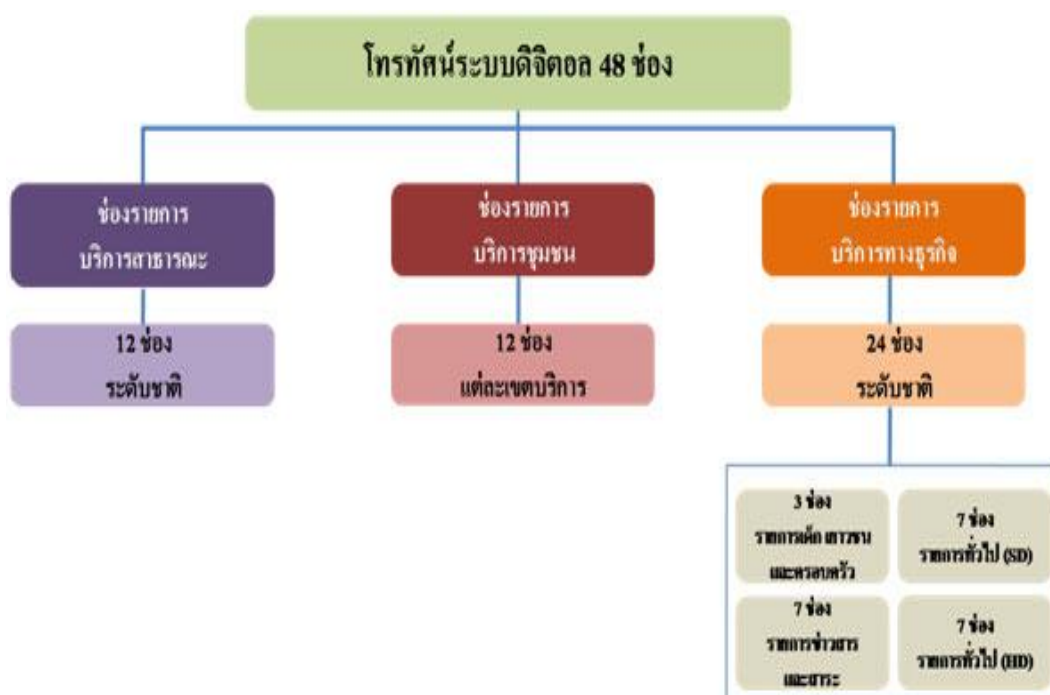 โทรทัศน์ระบบดิจิตอล 48 ช่อง
ช่องรายการ
บริการสาธารณะ
12 ช่อง
ระดับชาติ
ช่องรายการ
บริการชุมชน
12 ช่อง
แต่ละเขตบริการ
ช่องรายการ
บริการทางธุรกิจ
24 ช่อง
ระดับชาติ
3 ช่อง
รายการเด็ก เยาวชน
และครอบครัว
7 ช่อง
รายการทั่วไป (SD)
7 ช่อง
รายการข่าวสาร
และสาระ
7 ช่อง
รายการทั่วไป (HD)